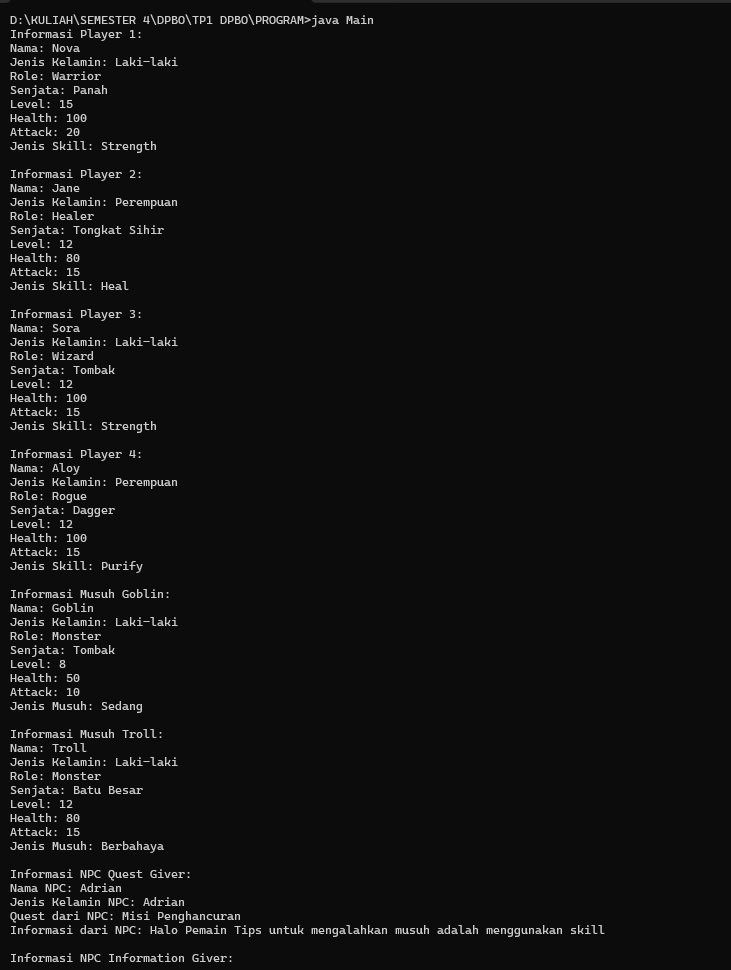 D:\KULIAH\SEMESTER 4\DPBO\TP1 DPBO\PROGRAM>java Main
Informasi Player 1:
Nama: Nova
Jenis Kelamin: Laki-laki
Role: Warrior
Senjata: Panah
Level: 15
Health: 100
Attack: 20
Jenis Skill: Strength
Informasi Player 2:
Nama: Jane
Jenis Kelamin: Perempuan
Role: Healer
Senjata: Tongkat Sihir
Level: 12
Health: 80
Attack: 15
Jenis Skill: Heal
Informasi Player 3:
Nama: Sora
Jenis Kelamin: Laki-laki
Role: Wizard
Senjata: Tombak
Level: 12
Health: 100
Attack: 15
Jenis Skill: Strength
Informasi Player 4:
Nama: Aloy
Jenis Kelamin: Perempuan
Role: Rogue
Senjata: Dagger
Level: 12
Health: 100
Attack: 15
Jenis Skill: Purify
Informasi Musuh Goblin:
Nama: Goblin
Jenis Kelamin: Laki-laki
Role: Monster
Senjata: Tombak
Level: 8
Health: 50
Attack: 10
Jenis Musuh: Sedang
Informasi Musuh Troll:
Nama: Troll
Jenis Kelamin: Laki-laki
Role: Monster
Senjata: Batu Besar
Level: 12
Health: 80
Attack: 15
Jenis Musuh: Berbahaya
Informasi NPC Quest Giver:
Nama NPC: Adrian
Jenis Kelamin NPC: Adrian
Quest dari NPC: Misi Penghancuran
Informasi dari NPC: Halo Pemain Tips untuk mengalahkan musuh adalah menggunakan skill
Informasi NPC Information Giver: